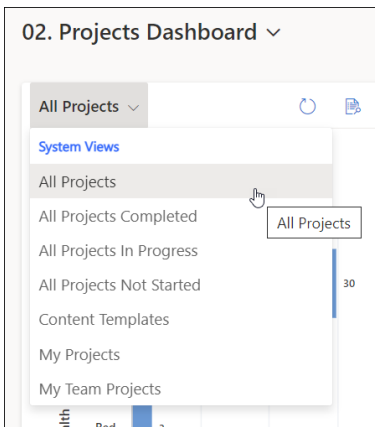 02. Projects Dashboard
All Projects
System Views
All Projects
All Projects
All Projects Completed
All Projects In Progress
30
All Projects Not Started
Content Templates
My Projects
My Team Projects